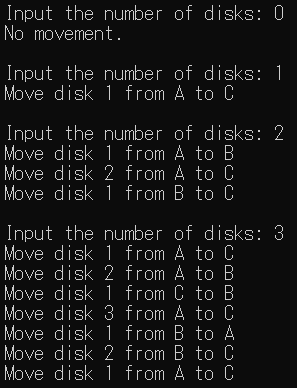 Input the number of disks: 0
No movement.
Input the number of disks: 1
Move disk 1 from A to C
Input the number of disks: 2
Move disk 1 from A to B
Move disk 2 from A to C
Move disk 1 from B to C
Input the number of disks: 3
Move disk 1 from A to C
Move disk 2 from A to B
Move disk 1 from C to B
Move disk 3 from A to C
Move disk 1 from B to A
Move disk 2 from B to C
Move disk 1 from A to C